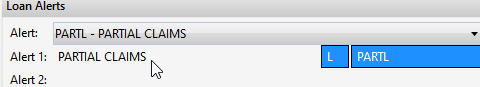 Loan Alerts
Alert: PARTL - PARTIAL CLAIMS
Alert 1: PARTIAL CLAIMS L PARTL
Alert 2: